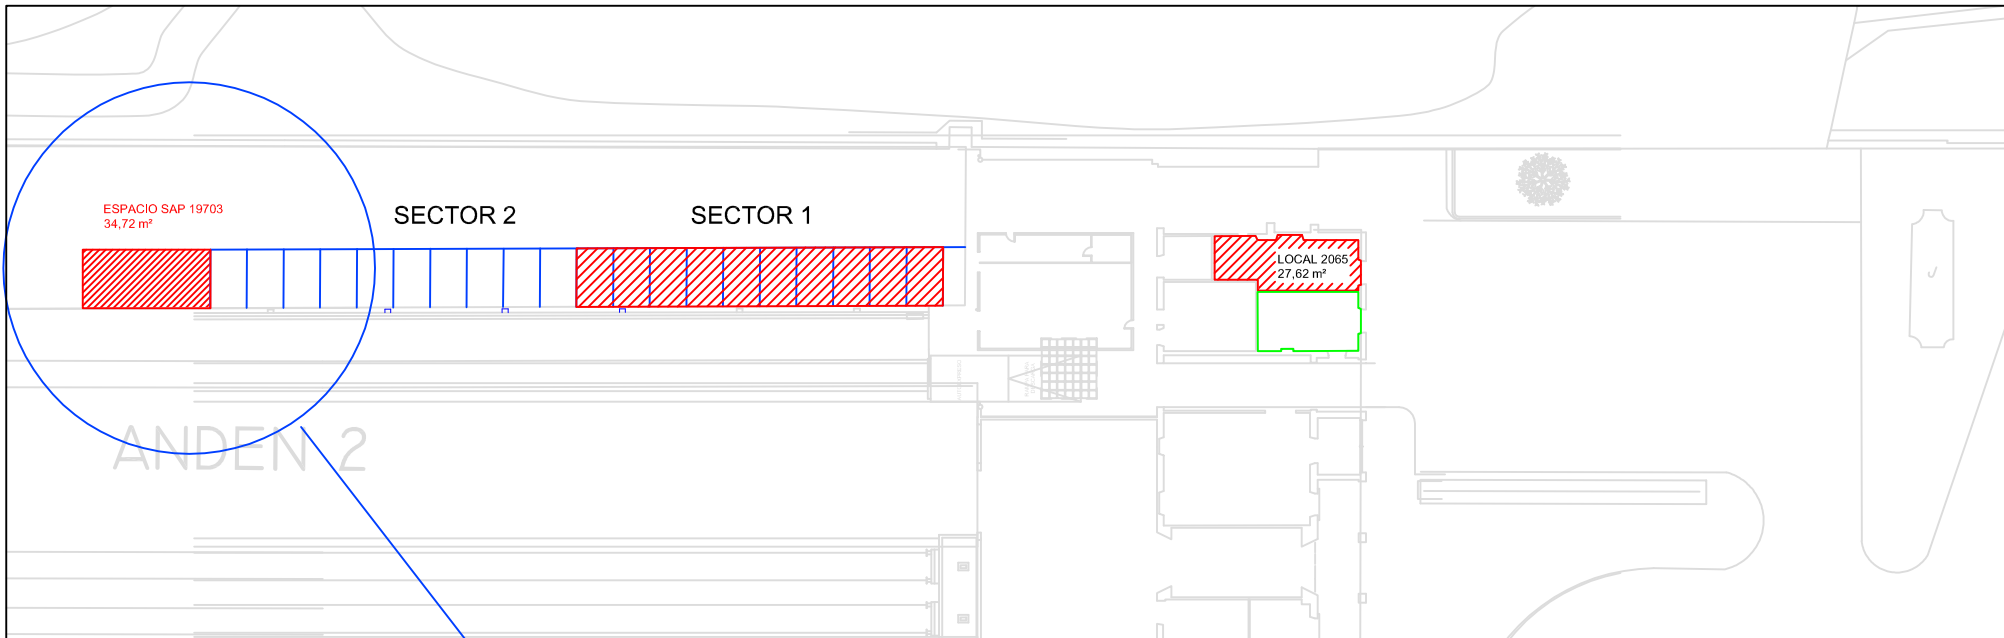 ESPACIO SAP 19703
34,72 m²
SECTOR 2
SECTOR 1
LOCAL 2065
27,62 m²
ANDEN 2